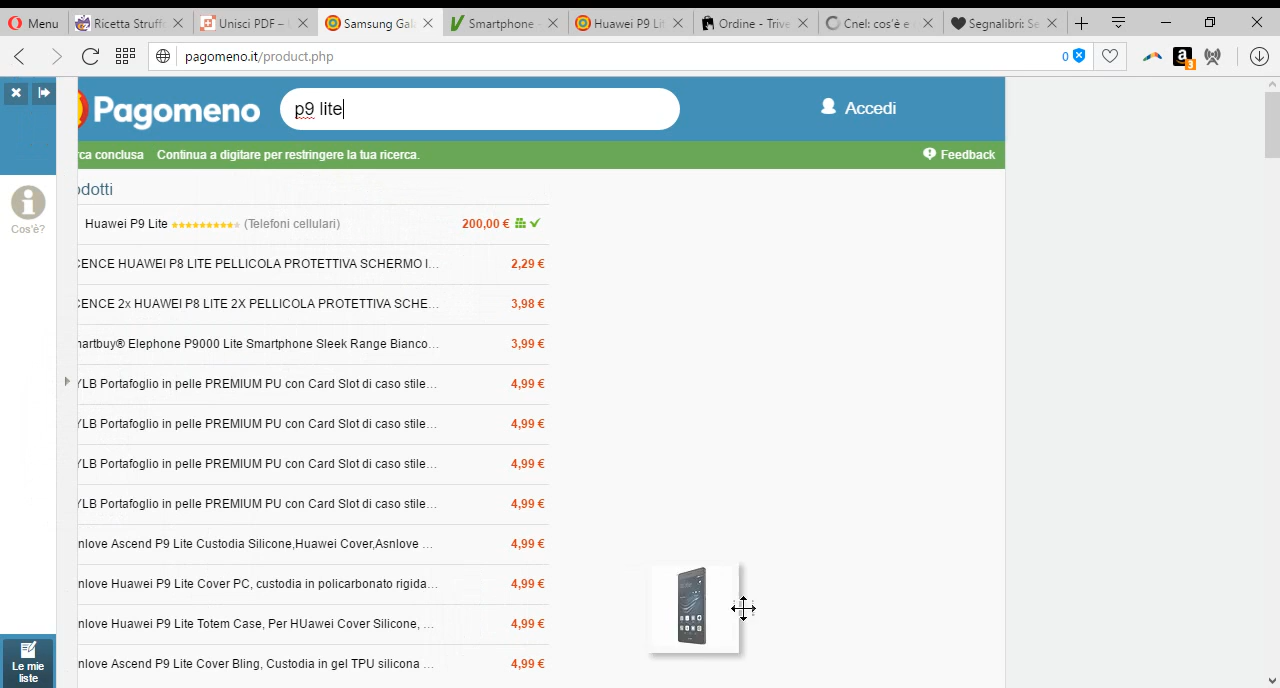 Menu
Ricetta Struff
Unisci PDF –
Samsung Gal
Smartphone -
Huawei P9 Lit
Ordine - Trive
Cnel: cos'è e
Segnalibri: Se
pagomeno.it/product.php
0
3
Pagomeno
p9 lite
Accedi
rca conclusa Continua a digitare per restringere la tua ricerca.
Feedback
Cos'è?
odotti
Huawei P9 Lite (Telefoni cellulari) 200,00 €
CENCE HUAWEI P8 LITE PELLICOLA PROTETTIVA SCHERMO I... 2,29 €
CENCE 2x HUAWEI P8 LITE 2X PELLICOLA PROTETTIVA SCHE... 3,98 €
martbuy® Elephone P9000 Lite Smartphone Sleek Range Bianco... 3,99 €
YLB Portafoglio in pelle PREMIUM PU con Card Slot di caso stile... 4,99 €
YLB Portafoglio in pelle PREMIUM PU con Card Slot di caso stile... 4,99 €
YLB Portafoglio in pelle PREMIUM PU con Card Slot di caso stile... 4,99 €
YLB Portafoglio in pelle PREMIUM PU con Card Slot di caso stile... 4,99 €
nlove Ascend P9 Lite Custodia Silicone,Huawei Cover,Asnlove ... 4,99 €
nlove Huawei P9 Lite Cover PC, custodia in policarbonato rigida... 4,99 €
nlove Huawei P9 Lite Totem Case, Per HUawei Cover Silicone, ... 4,99 €
nlove Ascend P9 Lite Cover Bling, Custodia in gel TPU silicona ... 4,99 €
Le mie
liste